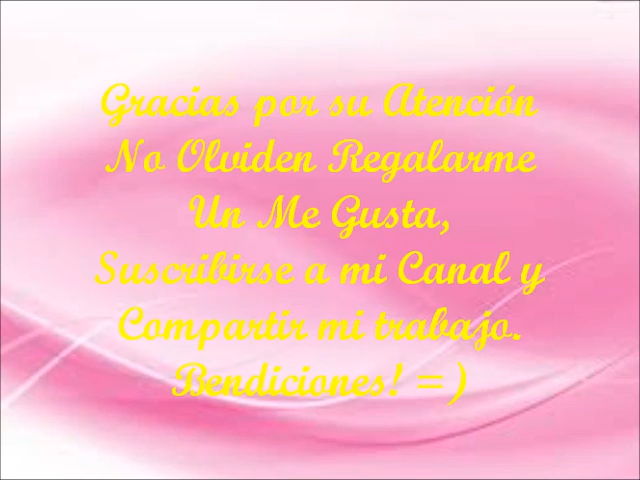 Gracias por su Atención
No Olviden Regalarme
Un Me Gusta,
Suscribirse a mi Canal y
Compartir mi trabajo.
Bendiciones! =)